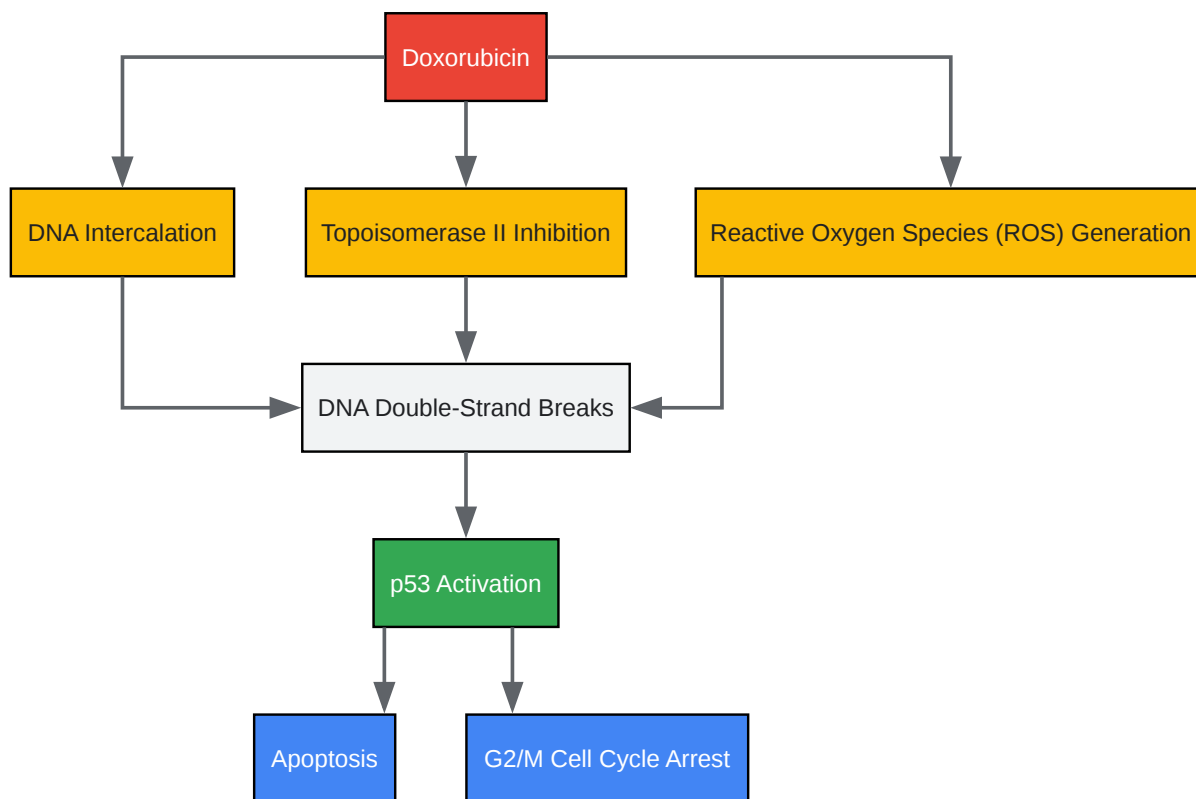 Doxorubicin
DNA Intercalation
Topoisomerase II Inhibition
Reactive Oxygen Species (ROS) Generation
DNA Double-Strand Breaks
p53 Activation
Apoptosis
G2/M Cell Cycle Arrest